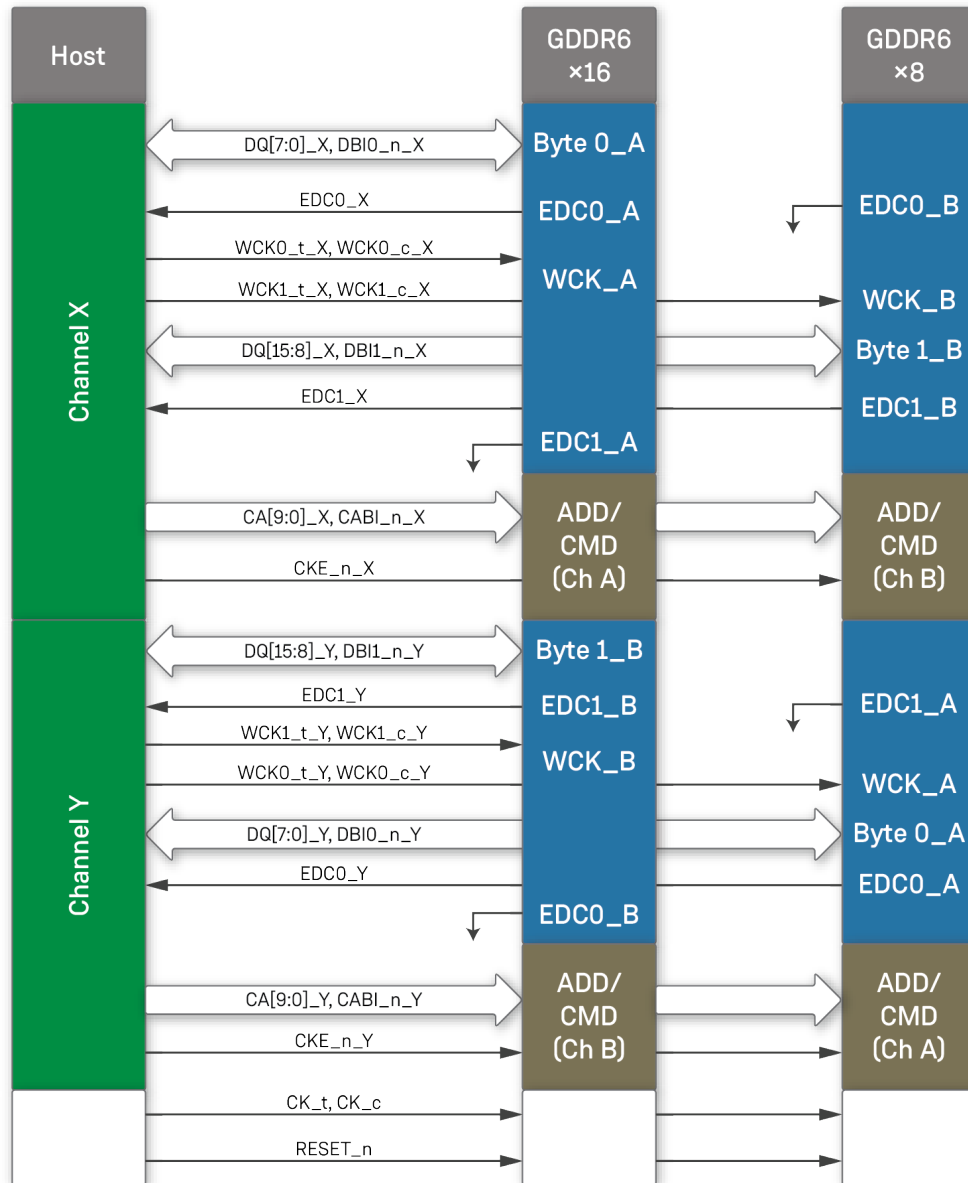 Host
GDDR6
×16
GDDR6
×8
Channel X
DQ[7:0]_X, DBI0_n_X
Byte 0_A
EDC0_X
EDC0_A
EDC0_B
WCK0_t_X, WCK0_c_X
WCK_A
WCK1_t_X, WCK1_c_X
WCK_B
DQ[15:8]_X, DBI1_n_X
Byte 1_B
EDC1_X
EDC1_B
EDC1_A
CA[9:0]_X, CABI_n_X
ADD/
CMD
(Ch A)
ADD/
CMD
(Ch B)
CKE_n_X
Channel Y
DQ[15:8]_Y, DBI1_n_Y
Byte 1_B
EDC1_Y
EDC1_B
EDC1_A
WCK1_t_Y, WCK1_c_Y
WCK_B
WCK0_t_Y, WCK0_c_Y
WCK_A
DQ[7:0]_Y, DBI0_n_Y
Byte 0_A
EDC0_Y
EDC0_A
EDC0_B
CA[9:0]_Y, CABI_n_Y
ADD/
CMD
(Ch B)
ADD/
CMD
(Ch A)
CKE_n_Y
CK_t, CK_c
RESET_n